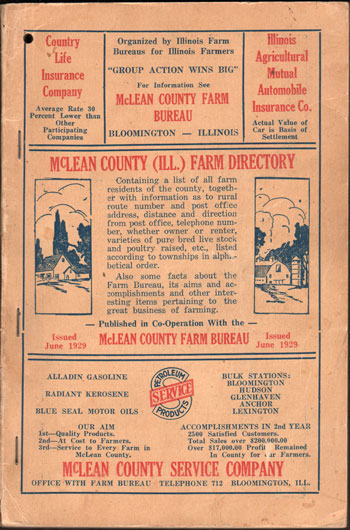 Country
Life
Insurance
Company
Average Rate 30
Percent Lower than
Other
Participating
Companies
Organized by Illinois Farm
Bureaus for Illinois Farmers
"GROUP ACTION WINS BIG"
For Information See
McLEAN COUNTY FARM
BUREAU
BLOOMINGTON — ILLINOIS
Illinois
Agricultural
Mutual
Automobile
Insurance Co.
Actual Value of
Car is Basis of
Settlement
McLEAN COUNTY (ILL.) FARM DIRECTORY
Containing a list of all farm
residents of the county, togeth-
er with information as to rural
route number and post office
address, distance and direction
from post office, telephone num-
ber, whether owner or renter,
varieties of pure bred live stock
and poultry raised, etc., listed
according to townships in alpha-
betical order.
Also some facts about the
Farm Bureau, its aims and ac-
complishments and other inter-
esting items pertaining to the
great business of farming.
— Published in Co-Operation With the —
Issued
June 1929
McLEAN COUNTY FARM BUREAU
Issued
June 1929
ALLADIN GASOLINE
RADIANT KEROSENE
BLUE SEAL MOTOR OILS
PETROLEUM
SERVICE
PRODUCTS
BULK STATIONS:
BLOOMINGTON
HUDSON
GLENHAVEN
ANCHOR
LEXINGTON
OUR AIM
1st—Quality Products.
2nd—At Cost to Farmers.
3rd—Service to Every Farm in
McLean County.
ACCOMPLISHMENTS IN 2nd YEAR
2500 Satisfied Customers.
Total Sales over $200,000.00
Over $17,000.00 Profit Remained
In County for our Farmers.
McLEAN COUNTY SERVICE COMPANY
OFFICE WITH FARM BUREAU TELEPHONE 712 BLOOMINGTON, ILL.